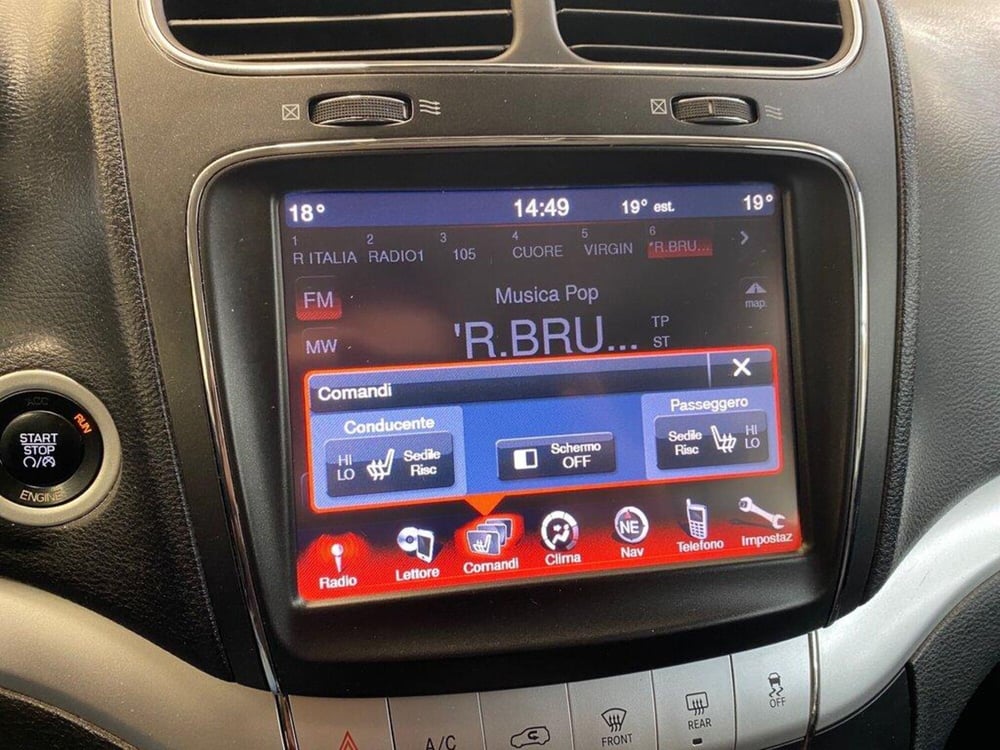 18° 14:49 19° est. 19°
1 2 3 4 5 6
R ITALIA RADIO1 105 CUORE VIRGIN 'R.BRU...
FM Musica Pop map.
MW 'R.BRU... TP
ST
Comandi X
Conducente Passeggero
HI LO Sedile Risc Schermo OFF Sedile Risc HI LO
Radio Lettore Comandi Clima NE Nav Telefono Impostaz
ACC RUN
START
STOP
ENGINE
A/C FRONT REAR OFF